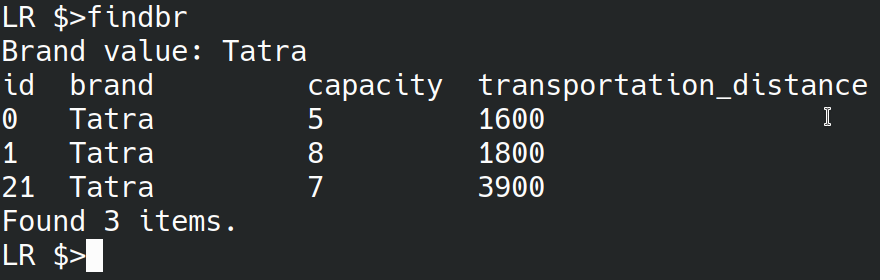 LR $>findbr
Brand value: Tatra
id  brand         capacity  transportation_distance
0   Tatra         5         1600
1   Tatra         8         1800
21  Tatra         7         3900
Found 3 items.
LR $>